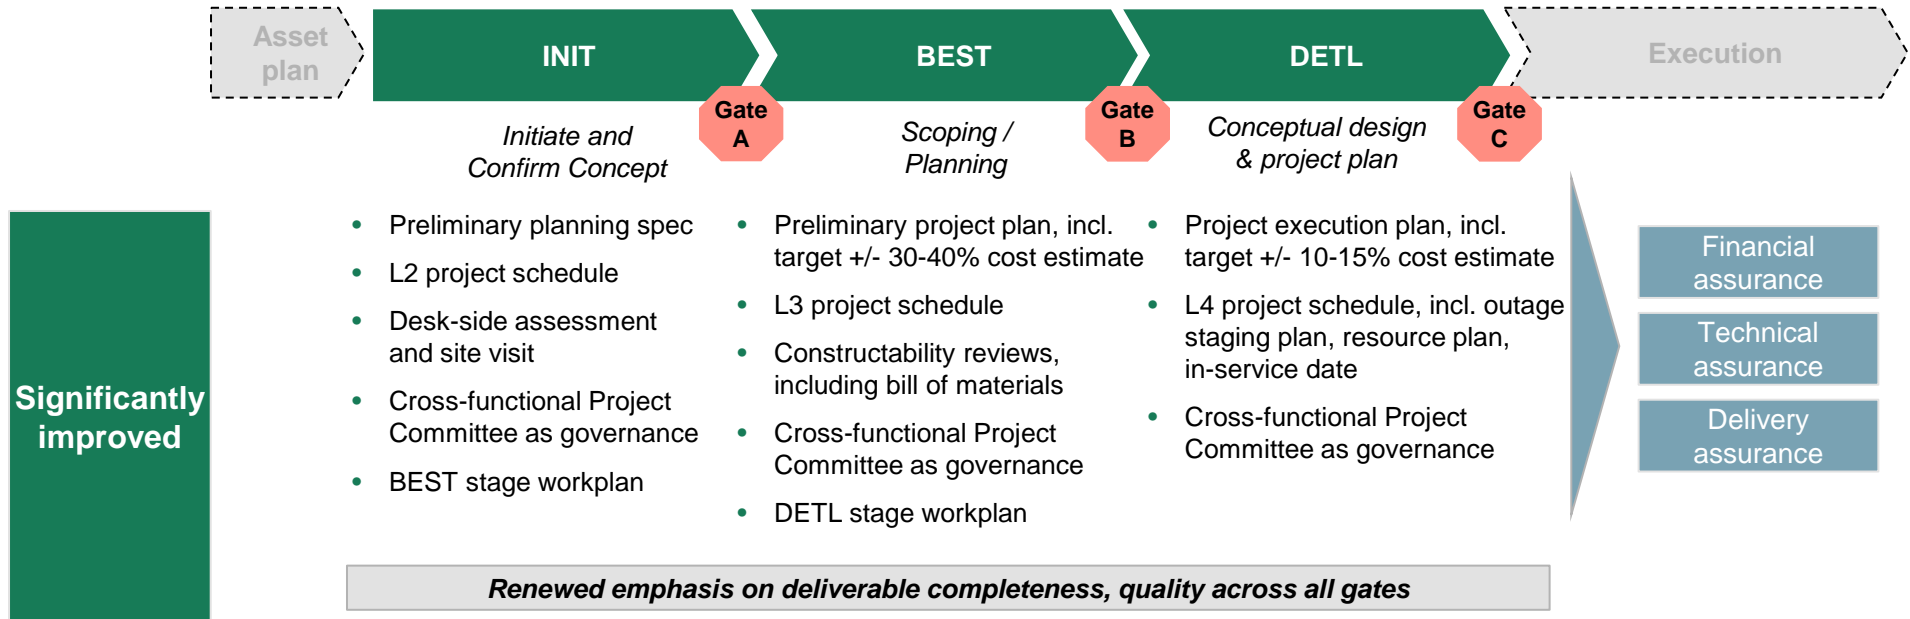 Asset
plan
INIT
BEST
DETL
Execution
Gate
A
Gate
B
Gate
C
Initiate and
Confirm Concept
Scoping /
Planning
Conceptual design
& project plan
Significantly
improved
• Preliminary planning spec
• L2 project schedule
• Desk-side assessment
and site visit
• Cross-functional Project
Committee as governance
• BEST stage workplan
• Preliminary project plan, incl.
target +/- 30-40% cost estimate
• L3 project schedule
• Constructability reviews,
including bill of materials
• Cross-functional Project
Committee as governance
• DETL stage workplan
• Project execution plan, incl.
target +/- 10-15% cost estimate
• L4 project schedule, incl. outage
staging plan, resource plan,
in-service date
• Cross-functional Project
Committee as governance
Financial
assurance
Technical
assurance
Delivery
assurance
Renewed emphasis on deliverable completeness, quality across all gates